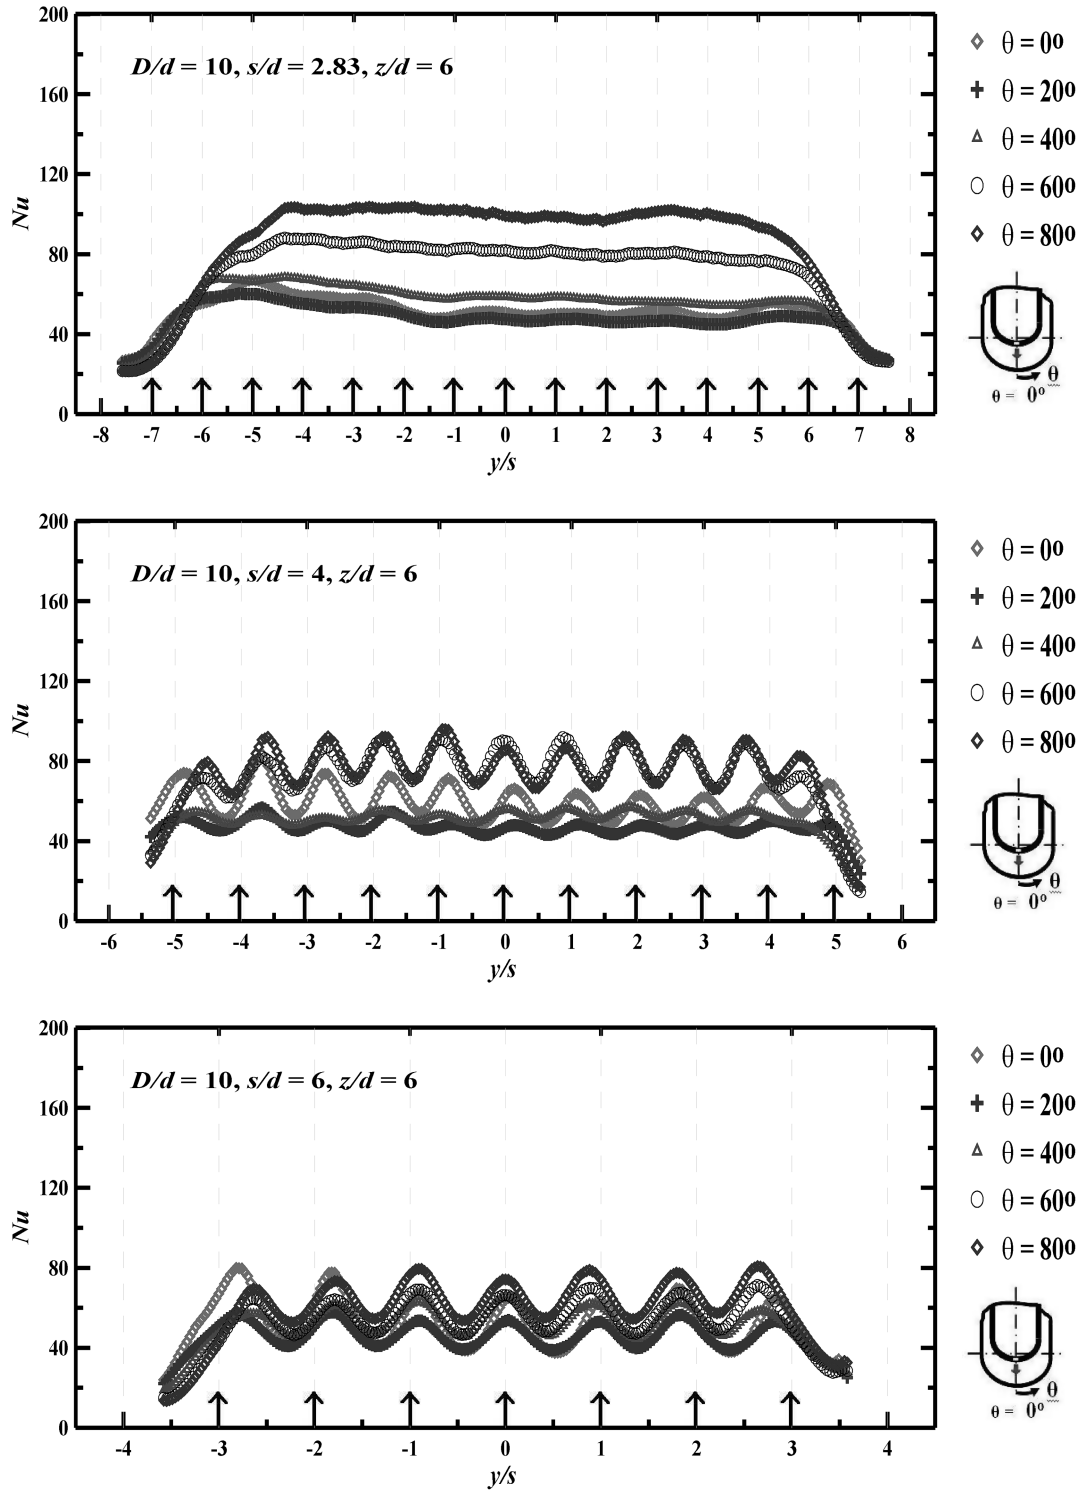 200
160
120
80
40
0
Nu
D/d = 10, s/d = 2.83, z/d = 6
-8 -7 -6 -5 -4 -3 -2 -1 0 1 2 3 4 5 6 7 8
y/s
θ = 0º
θ = 20º
θ = 40º
θ = 60º
θ = 80º
θ
θ = 0º
200
160
120
80
40
0
Nu
D/d = 10, s/d = 4, z/d = 6
-6 -5 -4 -3 -2 -1 0 1 2 3 4 5 6
y/s
θ = 0º
θ = 20º
θ = 40º
θ = 60º
θ = 80º
θ
θ = 0º
200
160
120
80
40
0
Nu
D/d = 10, s/d = 6, z/d = 6
-4 -3 -2 -1 0 1 2 3 4
y/s
θ = 0º
θ = 20º
θ = 40º
θ = 60º
θ = 80º
θ
θ = 0º